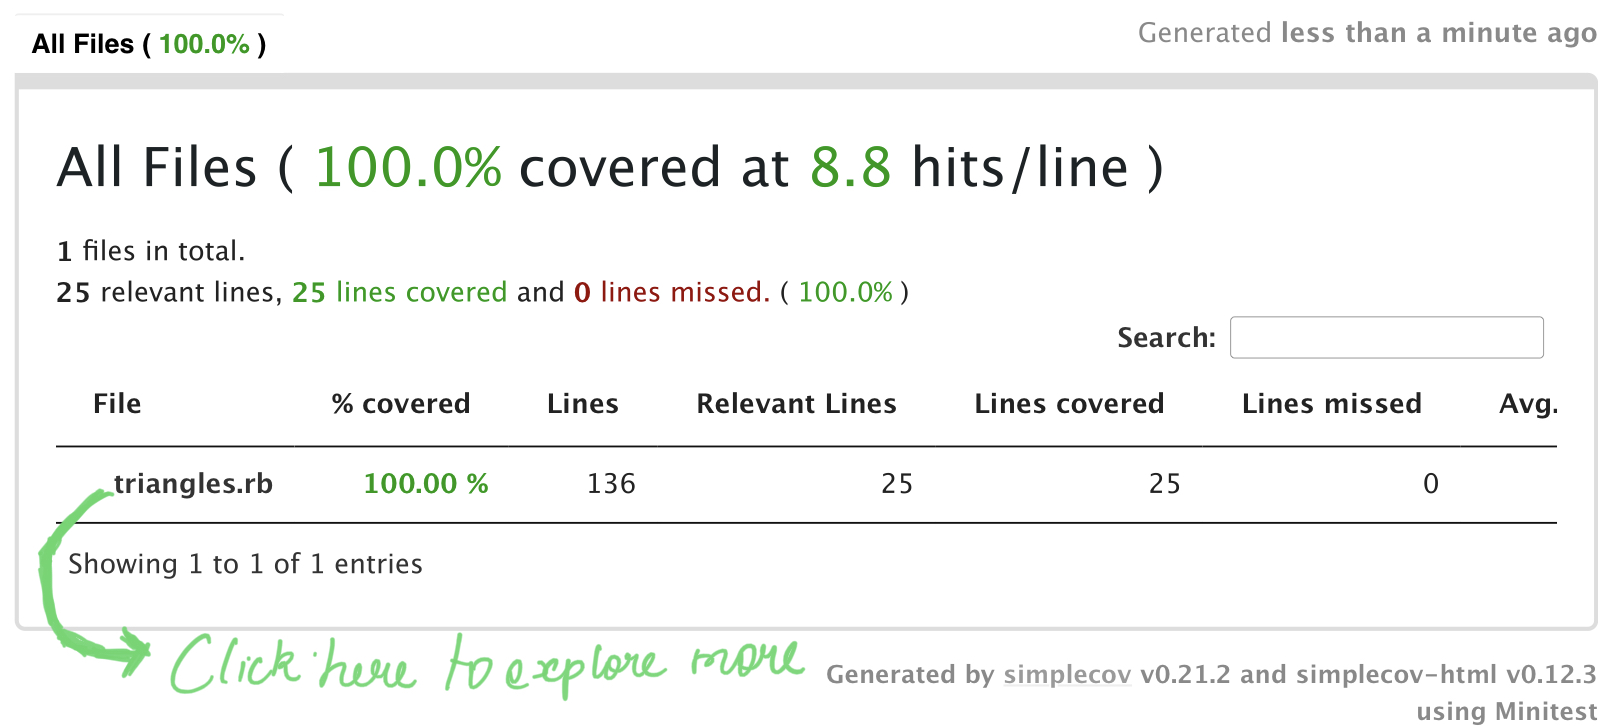 All Files ( 100.0% )
Generated less than a minute ago
All Files ( 100.0% covered at 8.8 hits/line )
1 files in total.
25 relevant lines, 25 lines covered and 0 lines missed. ( 100.0% )
Search:
File % covered Lines Relevant Lines Lines covered Lines missed Avg.
triangles.rb 100.00 % 136 25 25 0
Showing 1 to 1 of 1 entries
Click here to explore more
Generated by simplecov v0.21.2 and simplecov-html v0.12.3
using Minitest